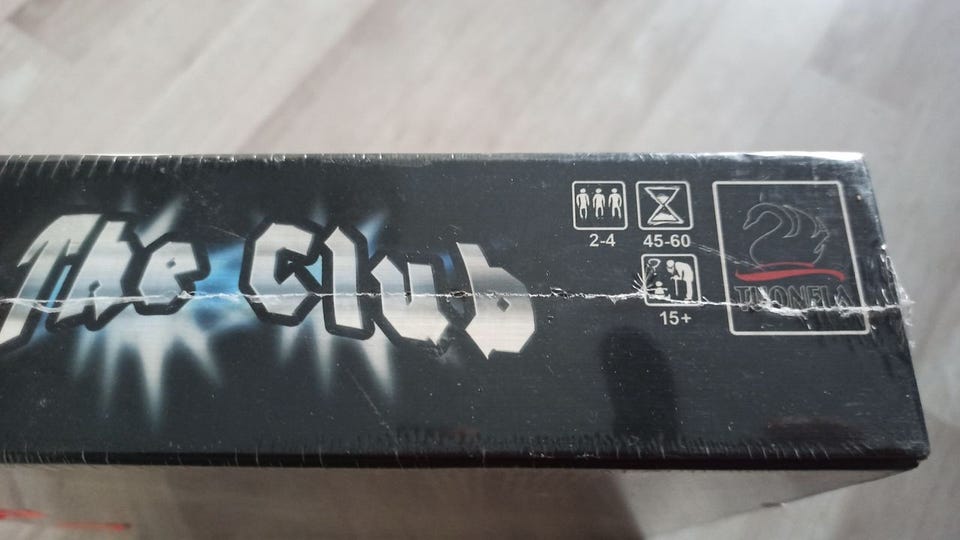 The Club
2-4
45-60
15+
TUONELA